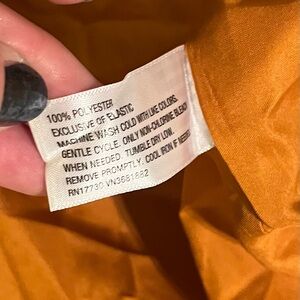 100% POLYESTER
EXCLUSIVE OF ELASTIC
MACHINE WASH COLD WITH LIKE COLORS.
GENTLE CYCLE. ONLY NON-CHLORINE BLEACH
WHEN NEEDED. TUMBLE DRY LOW.
REMOVE PROMPTLY. COOL IRON IF NEEDED
RN17730 VN3681882